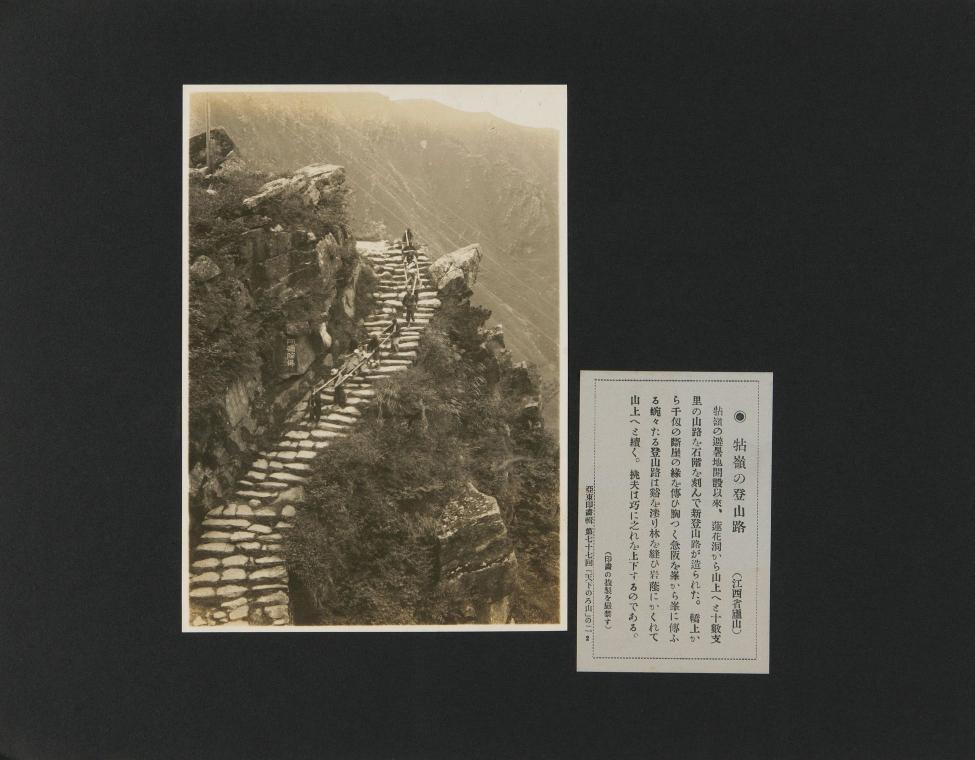 ◉ 牯嶺の登山路 （江西省廬山）
牯嶺の避暑地開設以來、蓮花洞から山上へと十數支
里の山路を石階を刻んで新登山路が造られた。轎上か
ら千仭の斷崖の緣を傳ひ胸つく急阪を峯から峯に傳ふ
る蜿々たる登山路は谿を渉り林を縫ひ岩蔭にかくれて
山上へと續く。挑夫は巧に之れを上下するのである。
（印畫の複製を嚴禁す）
亞東印畫輯 第七十七回「天下のろ山」の二 2